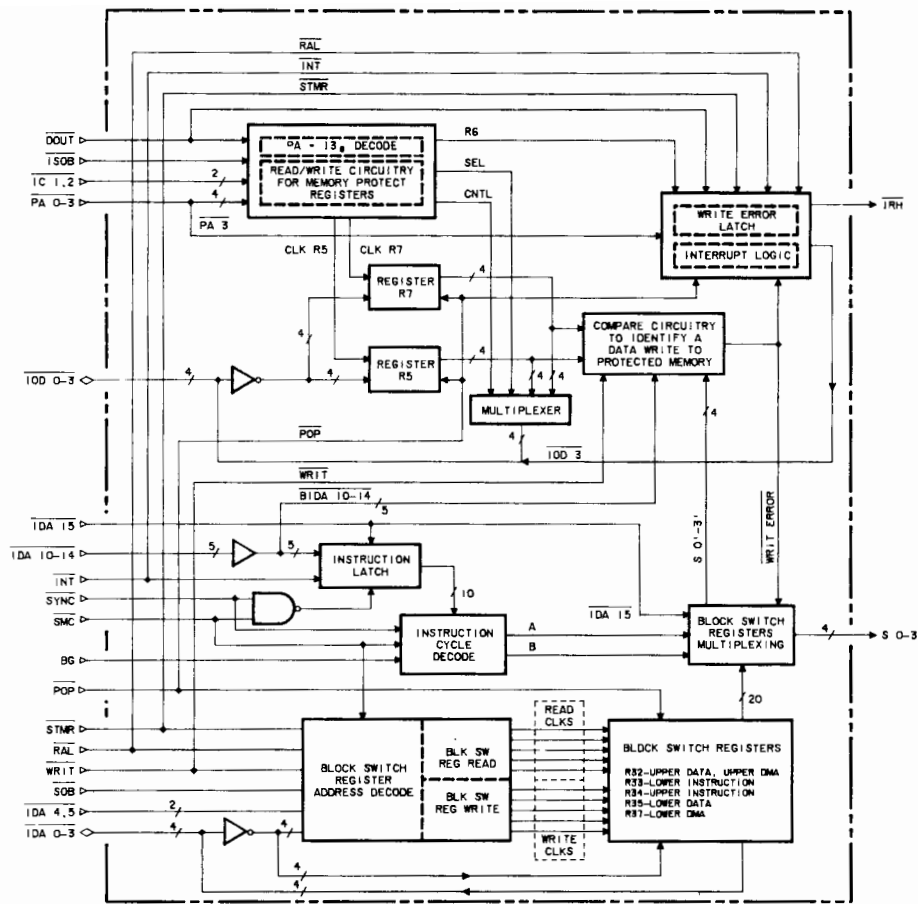 RAL
INT
STMR
DOUT
ISOB
IC 1,2
PA 0-3
2
4
PA - 13₈ DECODE
READ/WRITE CIRCUITRY
FOR MEMORY PROTECT
REGISTERS
R6
SEL
CNTL
PA 3
CLK R5
CLK R7
WRITE ERROR
LATCH
INTERRUPT LOGIC
IRH
REGISTER
R7
4
4
REGISTER
R5
4
4
COMPARE CIRCUITRY
TO IDENTIFY A
DATA WRITE TO
PROTECTED MEMORY
IOD 0-3
4
4
4
MULTIPLEXER
4
4
POP
IOD 3
WRIT
BIDA 10-14
5
S 0'-3'
WRIT ERROR
IDA 15
IDA 10-14
5
5
5
INSTRUCTION
LATCH
INT
SYNC
SMC
10
INSTRUCTION
CYCLE
DECODE
A
B
IDA 15
BLOCK SWITCH
REGISTERS
MULTIPLEXING
4
S 0-3
BG
POP
20
STMR
RAL
WRIT
SOB
IDA 4,5
2
IDA 0-3
4
4
BLOCK SWITCH
REGISTER
ADDRESS DECODE
BLK SW
REG READ
BLK SW
REG WRITE
READ
CLKS
WRITE
CLKS
BLOCK SWITCH REGISTERS
R32-UPPER DATA, UPPER DMA
R33-LOWER INSTRUCTION
R34-UPPER INSTRUCTION
R35-LOWER DATA
R37-LOWER DMA
4
4